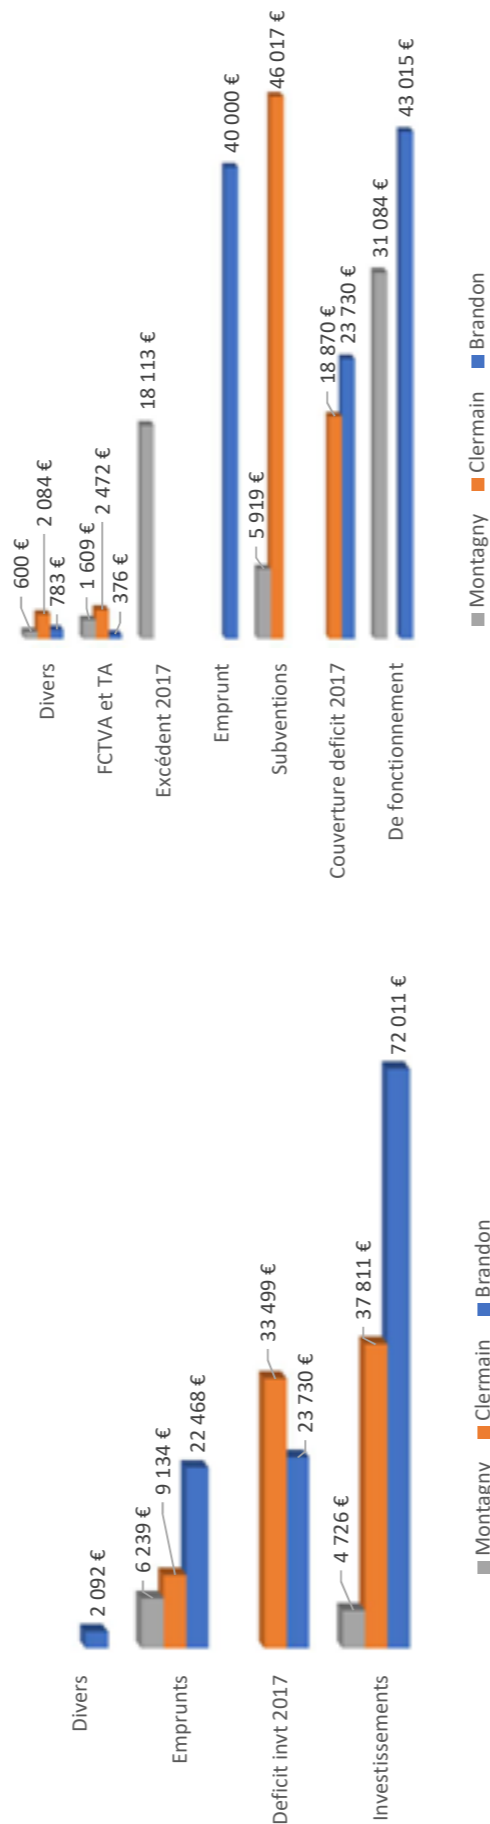 Divers
2 092 €
Emprunts
6 239 €
9 134 €
22 468 €
Deficit invt 2017
33 499 €
23 730 €
Investissements
4 726 €
37 811 €
72 011 €
Montagny
Clermain
Brandon
Divers
600 €
2 084 €
783 €
FCTVA et TA
1 609 €
2 472 €
376 €
Excédent 2017
18 113 €
Emprunt
40 000 €
Subventions
5 919 €
46 017 €
Couverture deficit 2017
18 870 €
23 730 €
De fonctionnement
31 084 €
43 015 €
Montagny
Clermain
Brandon